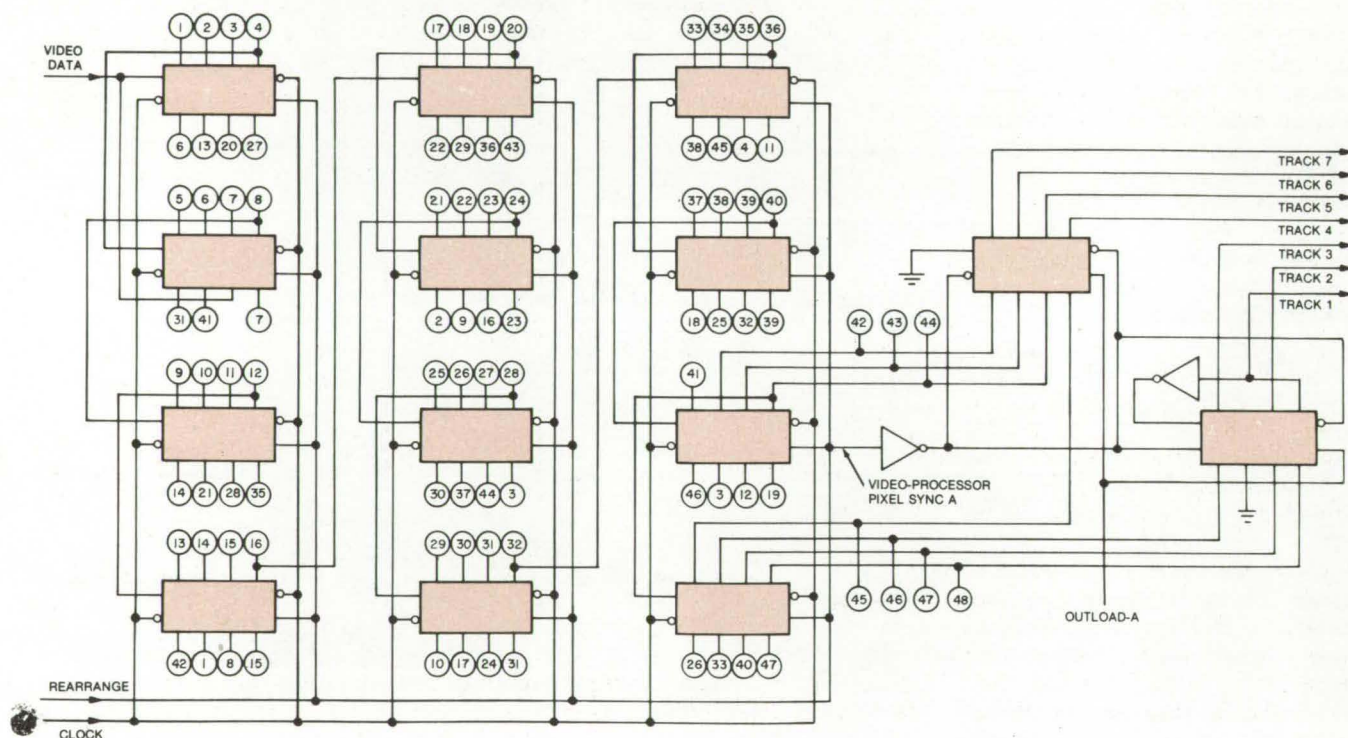 1 2 3 4
17 18 19 20
33 34 35 36
VIDEO
DATA
6 13 20 27
22 29 36 43
38 45 4 11
TRACK 7
TRACK 6
TRACK 5
TRACK 4
TRACK 3
TRACK 2
TRACK 1
5 6 7 8
21 22 23 24
37 38 39 40
31 41 7
2 9 16 23
18 25 32 39
42 43 44
9 10 11 12
25 26 27 28
41
14 21 28 35
30 37 44 3
46 3 12 19
VIDEO-PROCESSOR
PIXEL SYNC A
13 14 15 16
29 30 31 32
45 46 47 48
OUTLOAD-A
42 1 8 15
10 17 24 31
26 33 40 47
REARRANGE
CLOCK